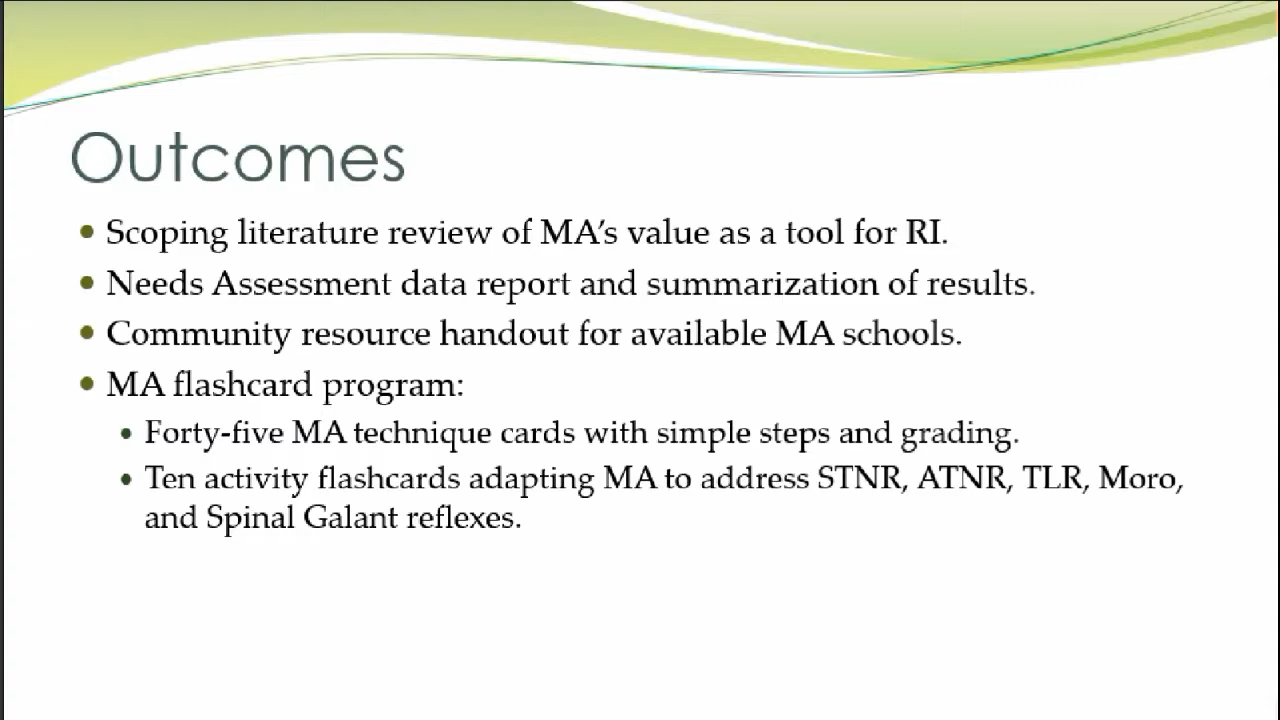 Outcomes
• Scoping literature review of MA’s value as a tool for RI.
• Needs Assessment data report and summarization of results.
• Community resource handout for available MA schools.
• MA flashcard program:
• Forty-five MA technique cards with simple steps and grading.
• Ten activity flashcards adapting MA to address STNR, ATNR, TLR, Moro,
and Spinal Galant reflexes.